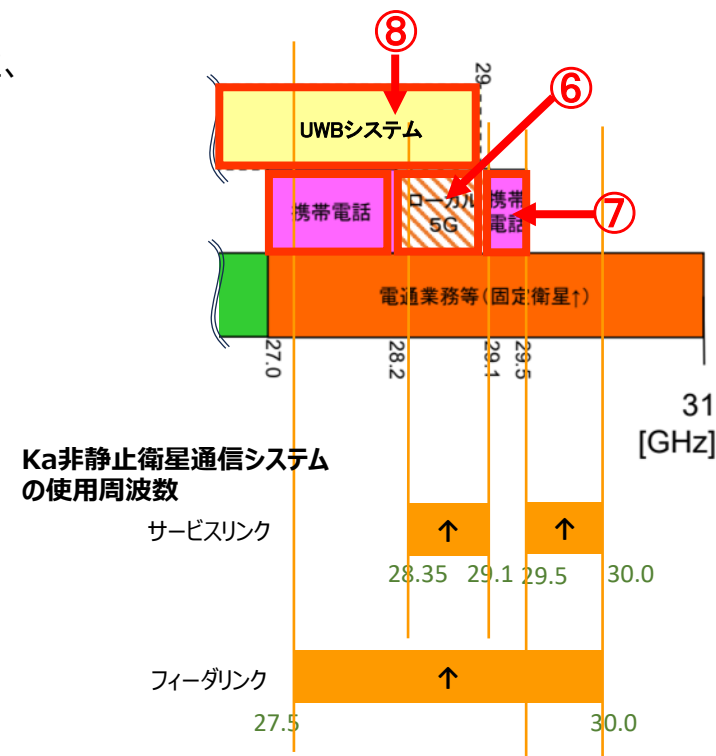 い
⑧
29
⑥
UWBシステム
携帯電話
ローカル
5G
携帯
電話
⑦
電通業務等(固定衛星↑)
27.0
28.2
29.1
29.5
31
[GHz]
Ka非静止衛星通信システム
の使用周波数
サービスリンク
↑
↑
28.35
29.1
29.5
30.0
フィーダリンク
↑
27.5
30.0